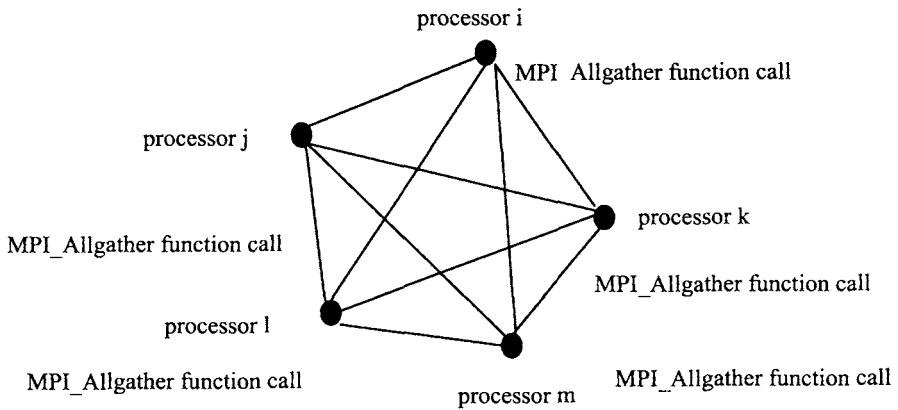 processor i
MPI Allgather function call
processor j
processor k
MPI_Allgather function call
MPI_Allgather function call
processor l
MPI_Allgather function call
MPI_Allgather function call
processor m